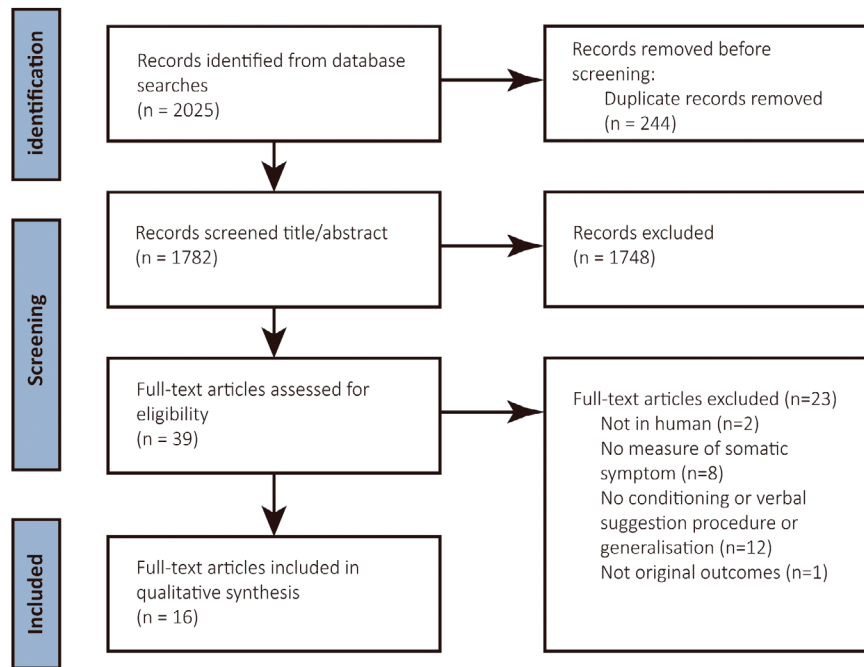 identification
Records identified from database
searches
(n = 2025)
Records removed before
screening:
Duplicate records removed
(n = 244)
Screening
Records screened title/abstract
(n = 1782)
Records excluded
(n = 1748)
Full-text articles assessed for
eligibility
(n = 39)
Full-text articles excluded (n=23)
Not in human (n=2)
No measure of somatic
symptom (n=8)
No conditioning or verbal
suggestion procedure or
generalisation (n=12)
Not original outcomes (n=1)
Included
Full-text articles included in
qualitative synthesis
(n = 16)